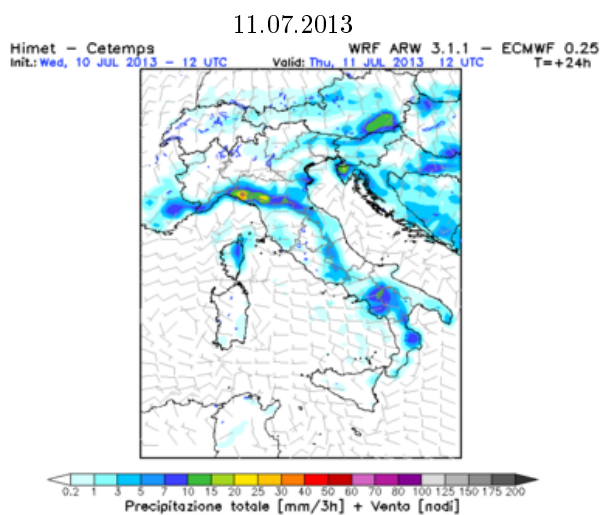 11.07.2013
Himet – Cetemps WRF ARW 3.1.1 – ECMWF 0.25
Init.: Wed, 10 JUL 2013 – 12 UTC Valid: Thu, 11 JUL 2013 12 UTC T=+24h
0.2 1 3 5 7 10 15 20 25 30 40 50 60 70 80 90 100 125 150 175 200
Precipitazione totale [mm/3h] + Vento [nodi]